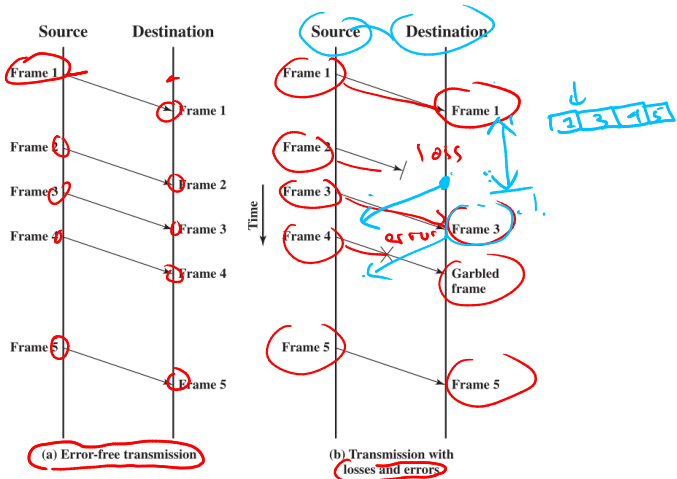 Source Destination
Frame 1
Frame 1
Frame 2
Frame 2
Frame 3
Frame 3
Frame 4
Frame 4
Frame 5
Frame 5
(a) Error-free transmission
Source Destination
Frame 1
Frame 1
Frame 2
loss
Frame 3
Time
Frame 3
Frame 4
error
Garbled
frame
Frame 5
Frame 5
(b) Transmission with
losses and errors
2 3 4 5